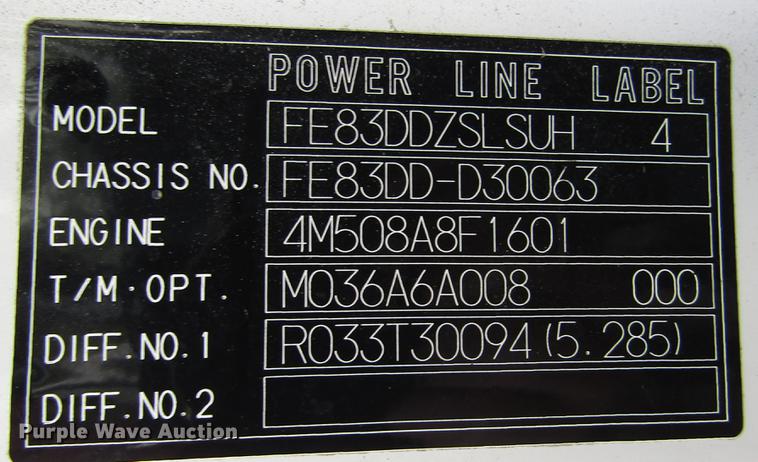 POWER LINE LABEL
MODEL FE83DDZSLSUH 4
CHASSIS NO. FE83DD-D30063
ENGINE 4M508A8F1601
T/M·OPT. M036A6A008 000
DIFF.NO.1 R033T30094(5.285)
DIFF.NO.2
Purple Wave Auction